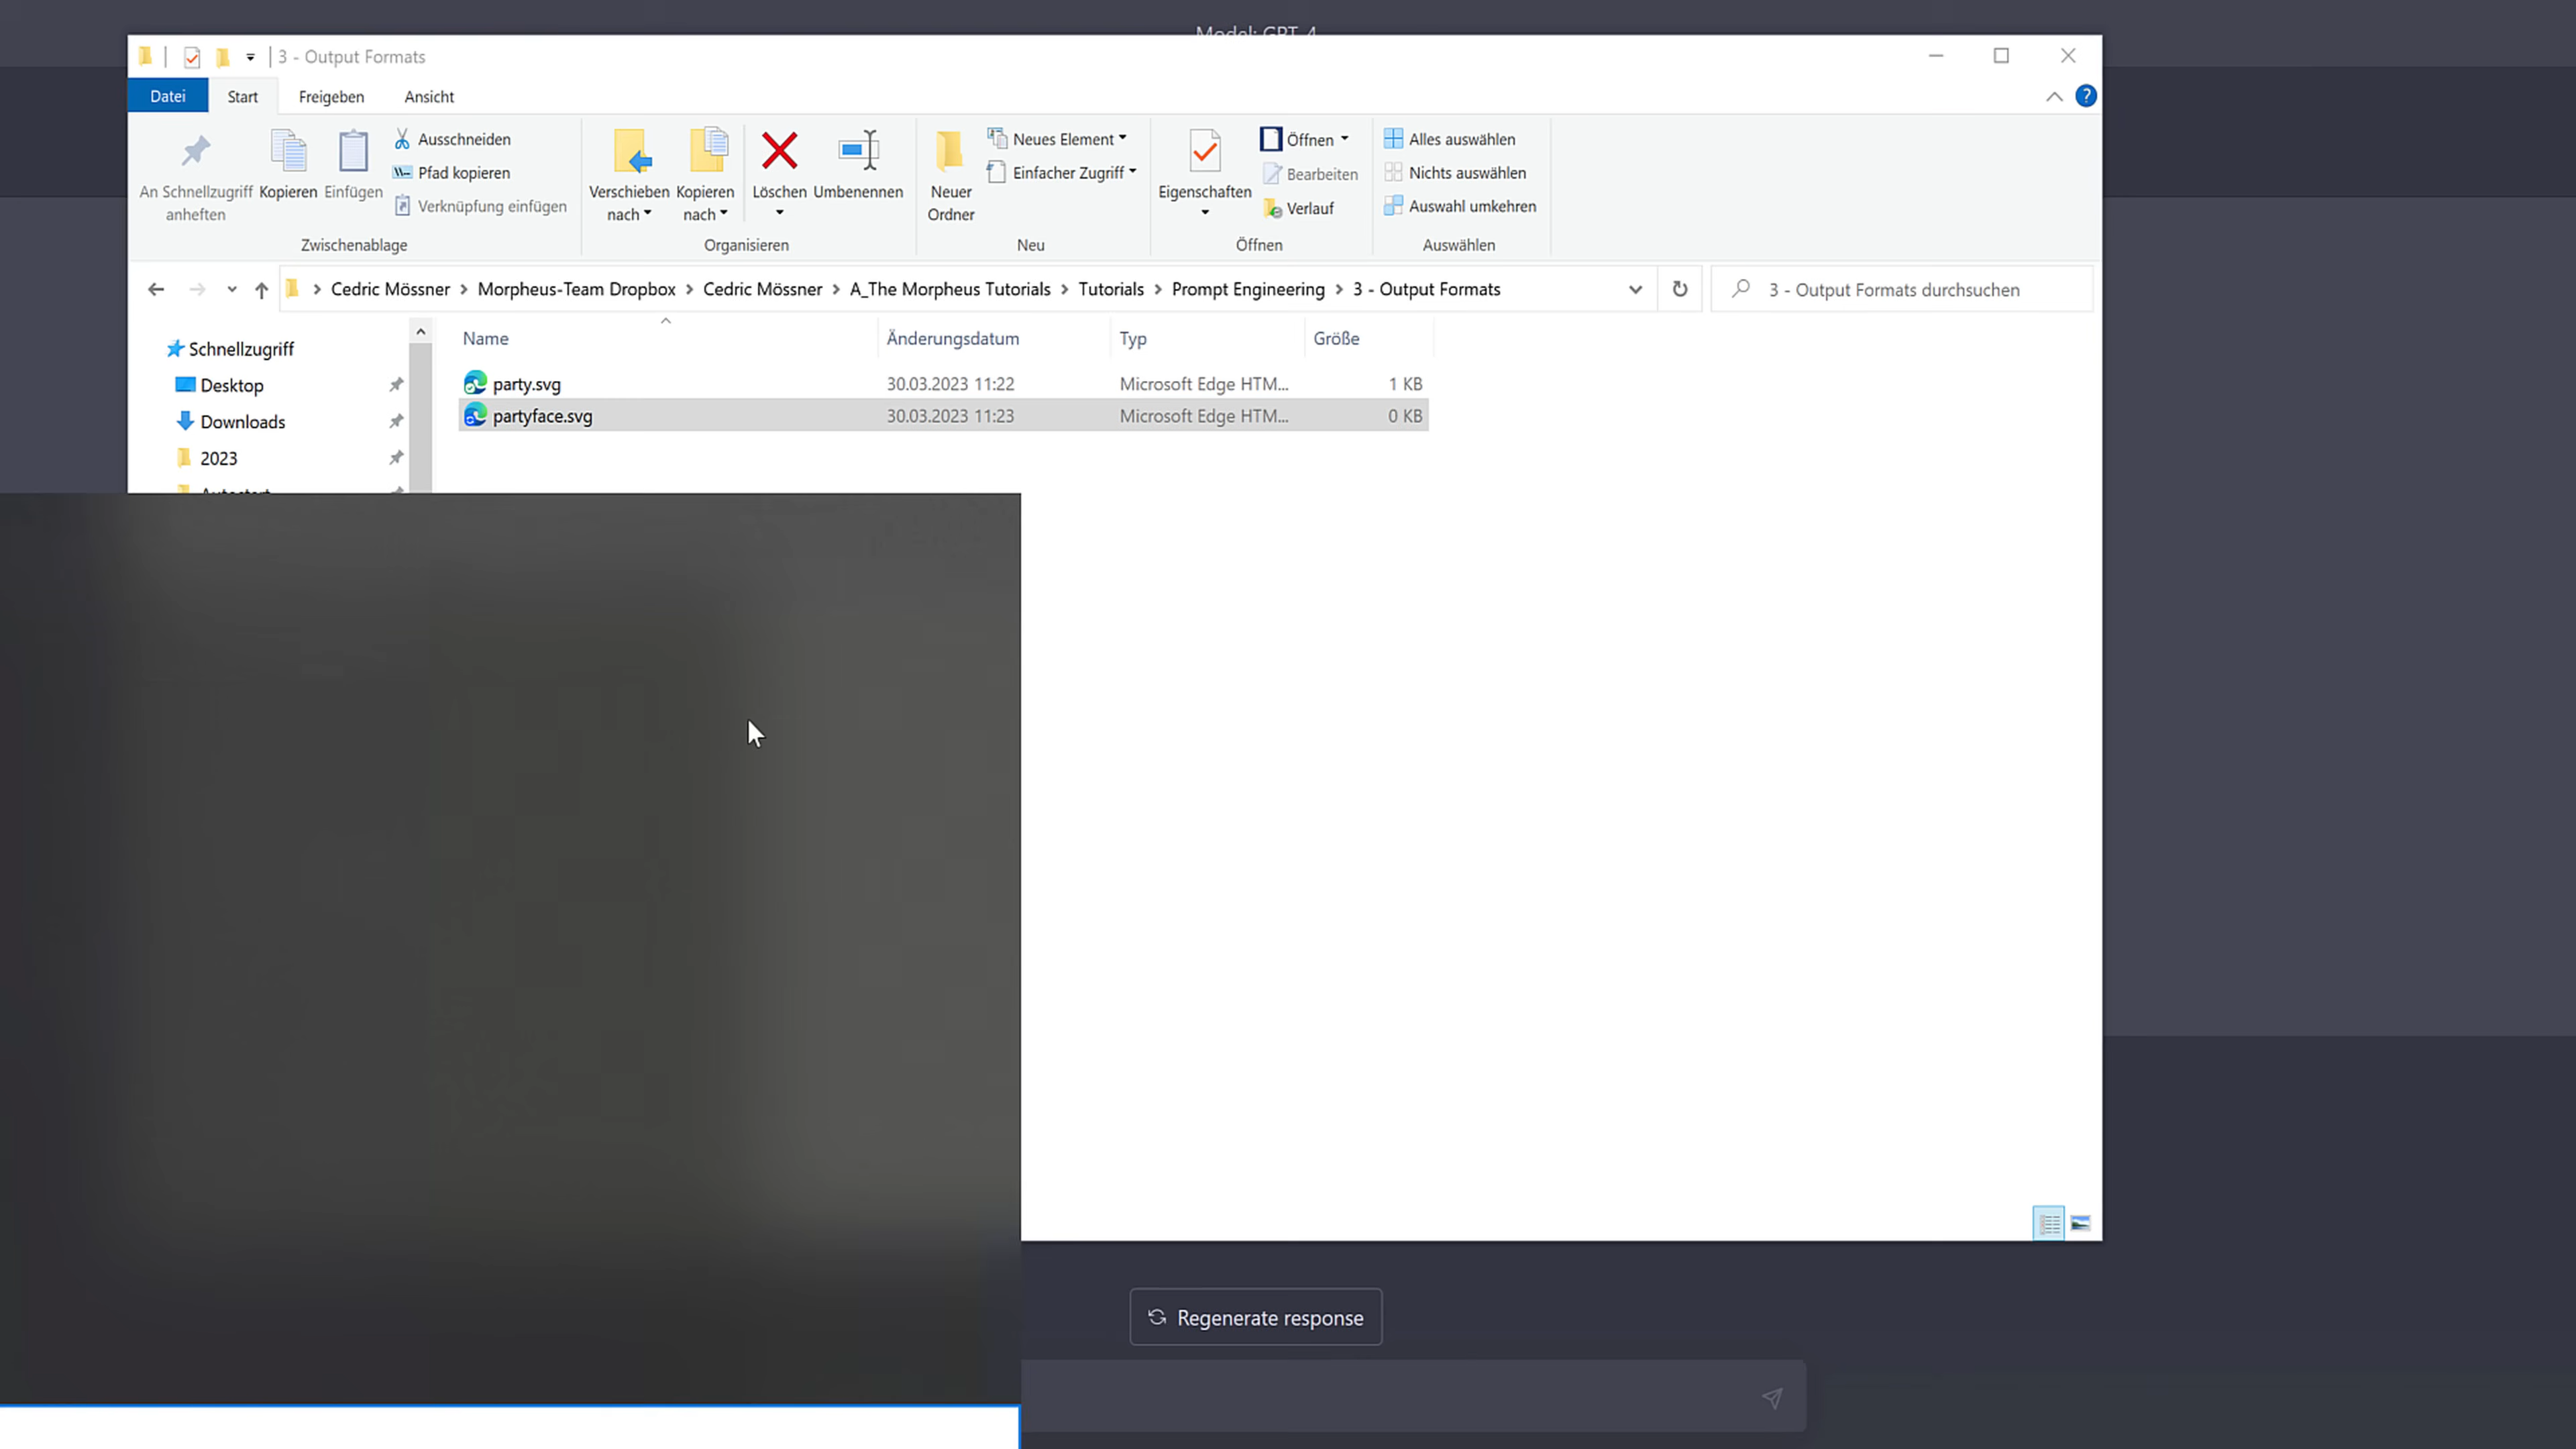 Model: GPT-4
3 - Output Formats
Datei Start Freigeben Ansicht
An Schnellzugriff anheften
Kopieren
Einfügen
Ausschneiden
Pfad kopieren
Verknüpfung einfügen
Zwischenablage
Verschieben nach
Kopieren nach
Löschen
Umbenennen
Organisieren
Neuer Ordner
Neues Element
Einfacher Zugriff
Neu
Eigenschaften
Öffnen
Bearbeiten
Verlauf
Öffnen
Alles auswählen
Nichts auswählen
Auswahl umkehren
Auswählen
Cedric Mössner > Morpheus-Team Dropbox > Cedric Mössner > A_The Morpheus Tutorials > Tutorials > Prompt Engineering > 3 - Output Formats
3 - Output Formats durchsuchen
Schnellzugriff
Desktop
Downloads
2023
Autostart
Name Änderungsdatum Typ Größe
party.svg 30.03.2023 11:22 Microsoft Edge HTM... 1 KB
partyface.svg 30.03.2023 11:23 Microsoft Edge HTM... 0 KB
Regenerate response